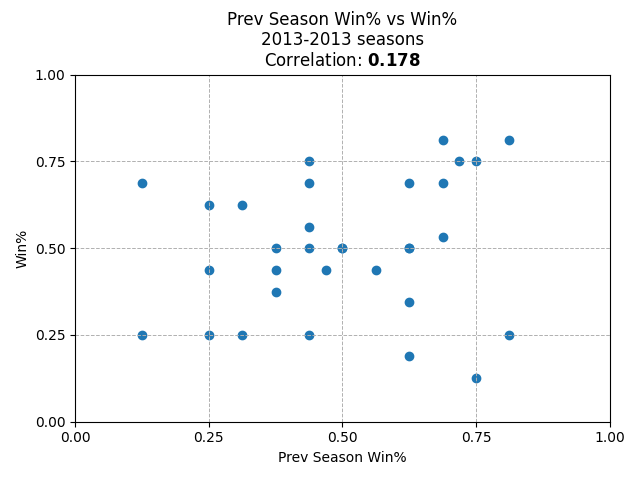 Prev Season Win% vs Win%
2013-2013 seasons
Correlation: 0.178
1.00
0.75
0.50
0.25
0.00
Win%
0.00 0.25 0.50 0.75 1.00
Prev Season Win%